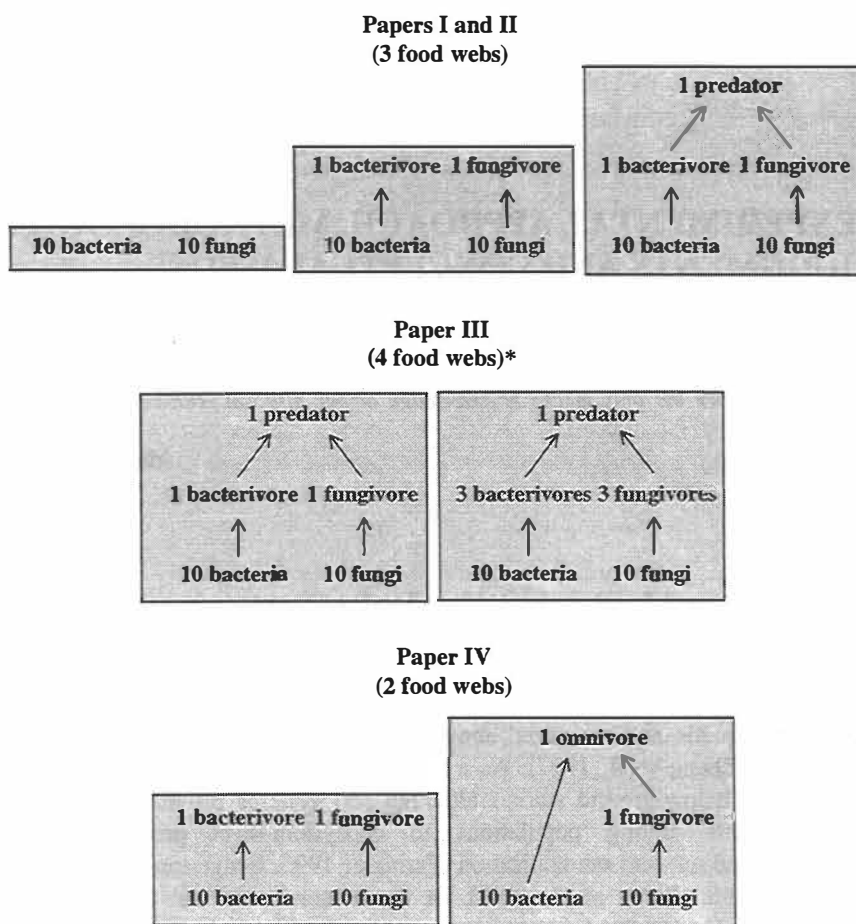 Papers I and II
(3 food webs)
1 predator
1 bacterivore 1 fungivore
1 bacterivore 1 fungivore
10 bacteria 10 fungi
10 bacteria 10 fungi
10 bacteria 10 fungi
Paper III
(4 food webs)*
1 predator
1 predator
1 bacterivore 1 fungivore
3 bacterivores 3 fungivores
10 bacteria 10 fungi
10 bacteria 10 fungi
Paper IV
(2 food webs)
1 omnivore
1 bacterivore 1 fungivore
1 fungivore
10 bacteria 10 fungi
10 bacteria 10 fungi